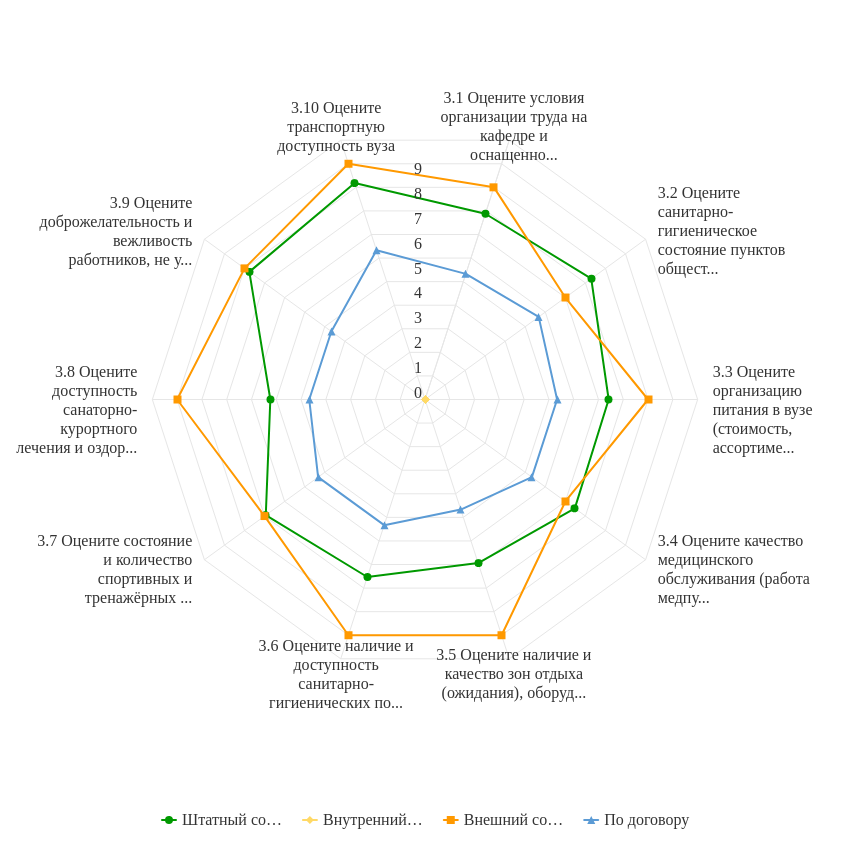 3.10 Оцените
транспортную
доступность вуза
3.1 Оцените условия
организации труда на
кафедре и
оснащенно...
3.2 Оцените
санитарно-
гигиеническое
состояние пунктов
общест...
3.3 Оцените
организацию
питания в вузе
(стоимость,
ассортиме...
3.4 Оцените качество
медицинского
обслуживания (работа
медпу...
3.5 Оцените наличие и
качество зон отдыха
(ожидания), оборуд...
3.6 Оцените наличие и
доступность
санитарно-
гигиенических по...
3.7 Оцените состояние
и количество
спортивных и
тренажёрных ...
3.8 Оцените
доступность
санаторно-
курортного
лечения и оздор...
3.9 Оцените
доброжелательность и
вежливость
работников, не у...
9
8
7
6
5
4
3
2
1
0
Штатный со… Внутренний… Внешний со… По договору